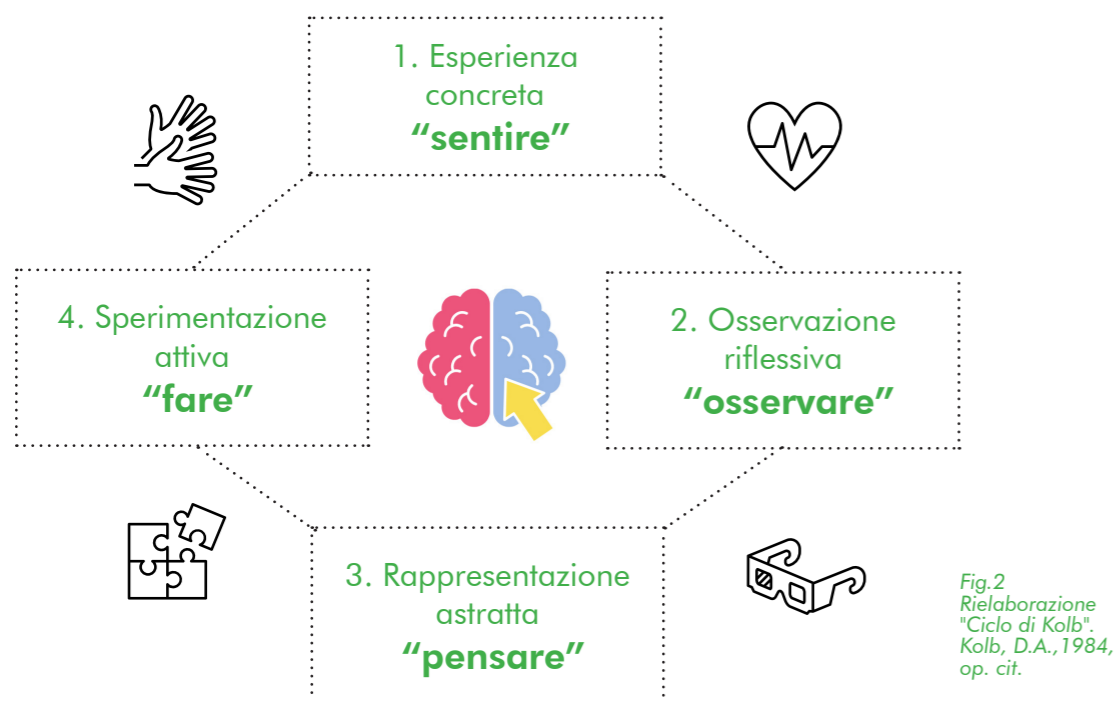 1. Esperienza
concreta
“sentire”
4. Sperimentazione
attiva
“fare”
2. Osservazione
riflessiva
“osservare”
3. Rappresentazione
astratta
“pensare”
Fig.2
Rielaborazione
"Ciclo di Kolb".
Kolb, D.A.,1984,
op. cit.